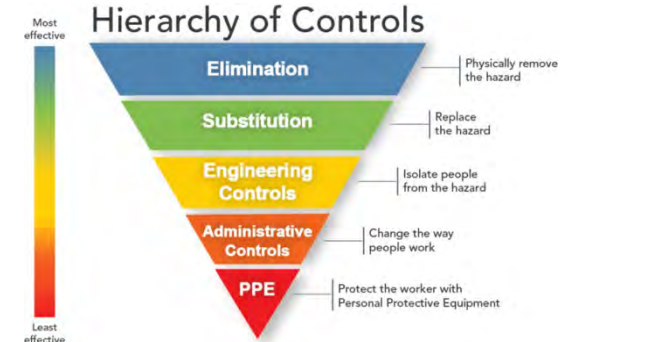 Hierarchy of Controls
Most
effective
Elimination
Physically remove
the hazard
Substitution
Replace
the hazard
Engineering
Controls
Isolate people
from the hazard
Administrative
Controls
Change the way
people work
PPE
Protect the worker with
Personal Protective Equipment
Least
effective